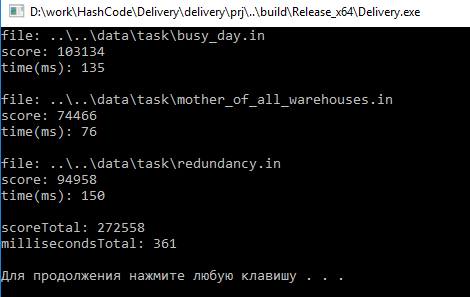 D:\work\HashCode\Delivery\delivery\prj\..\build\Release_x64\Delivery.exe
file: ..\..\data\task\busy_day.in
score: 103134
time(ms): 135
file: ..\..\data\task\mother_of_all_warehouses.in
score: 74466
time(ms): 76
file: ..\..\data\task\redundancy.in
score: 94958
time(ms): 150
scoreTotal: 272558
millisecondsTotal: 361
Для продолжения нажмите любую клавишу . . .